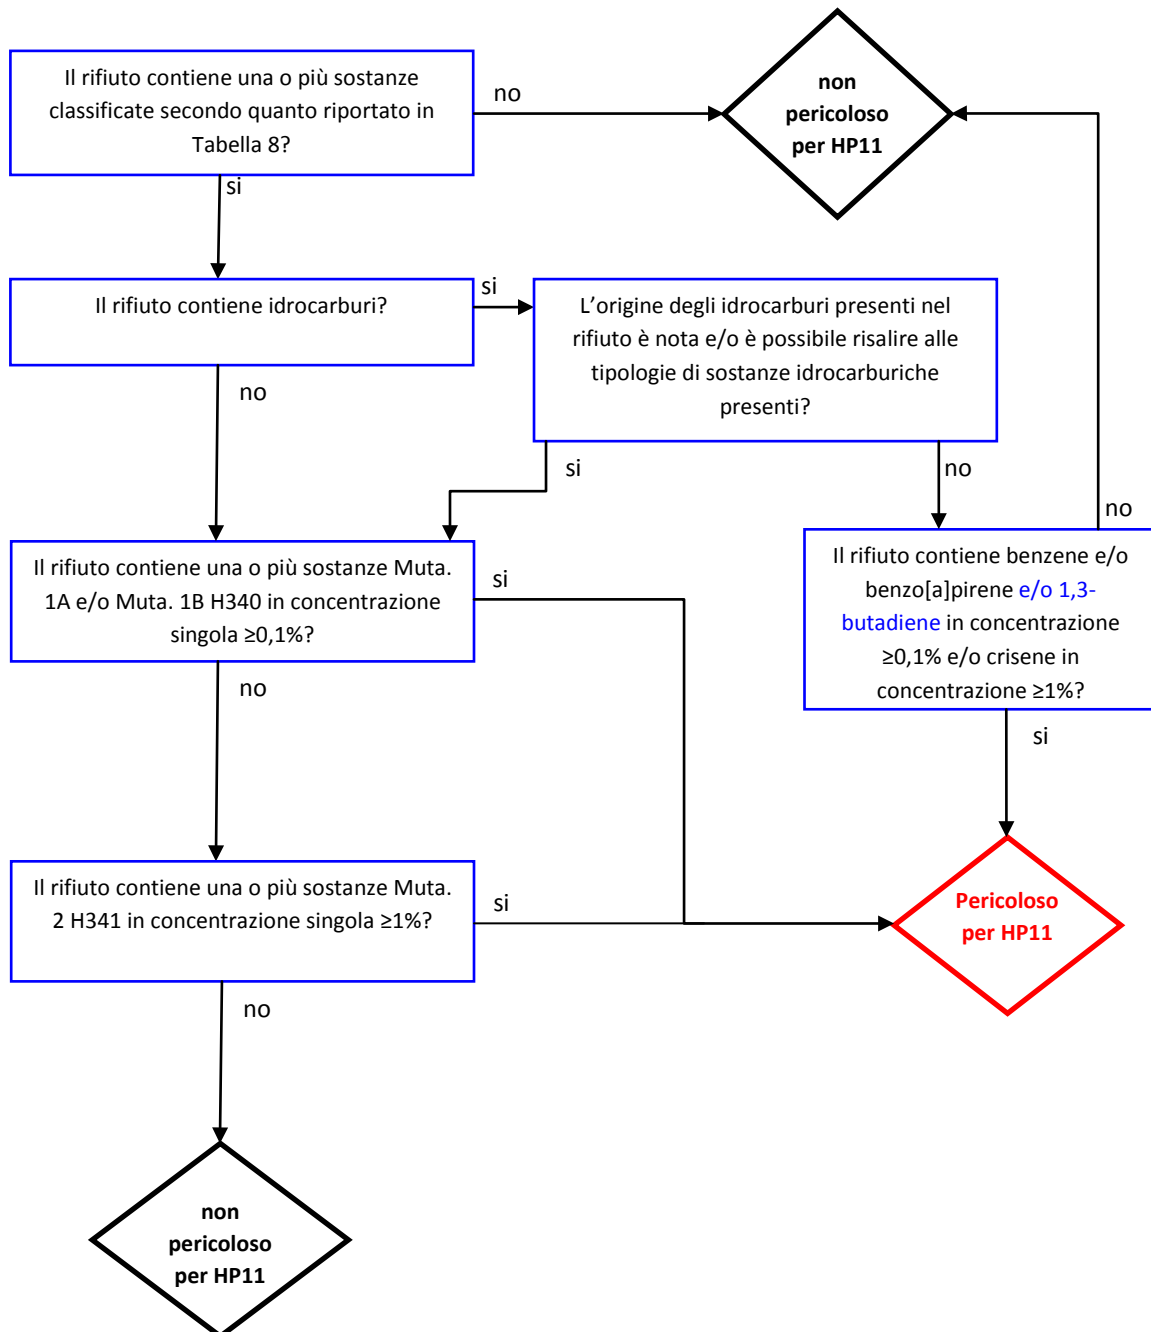 Il rifiuto contiene una o più sostanze
classificate secondo quanto riportato in
Tabella 8?
no
non
pericoloso
per HP11
si
Il rifiuto contiene idrocarburi?
si
L’origine degli idrocarburi presenti nel
rifiuto è nota e/o è possibile risalire alle
tipologie di sostanze idrocarburiche
presenti?
no
si
no
no
Il rifiuto contiene una o più sostanze Muta.
1A e/o Muta. 1B H340 in concentrazione
singola ≥0,1%?
si
Il rifiuto contiene benzene e/o
benzo[a]pirene e/o 1,3-
butadiene in concentrazione
≥0,1% e/o crisene in
concentrazione ≥1%?
no
si
Il rifiuto contiene una o più sostanze Muta.
2 H341 in concentrazione singola ≥1%?
si
Pericoloso
per HP11
no
non
pericoloso
per HP11